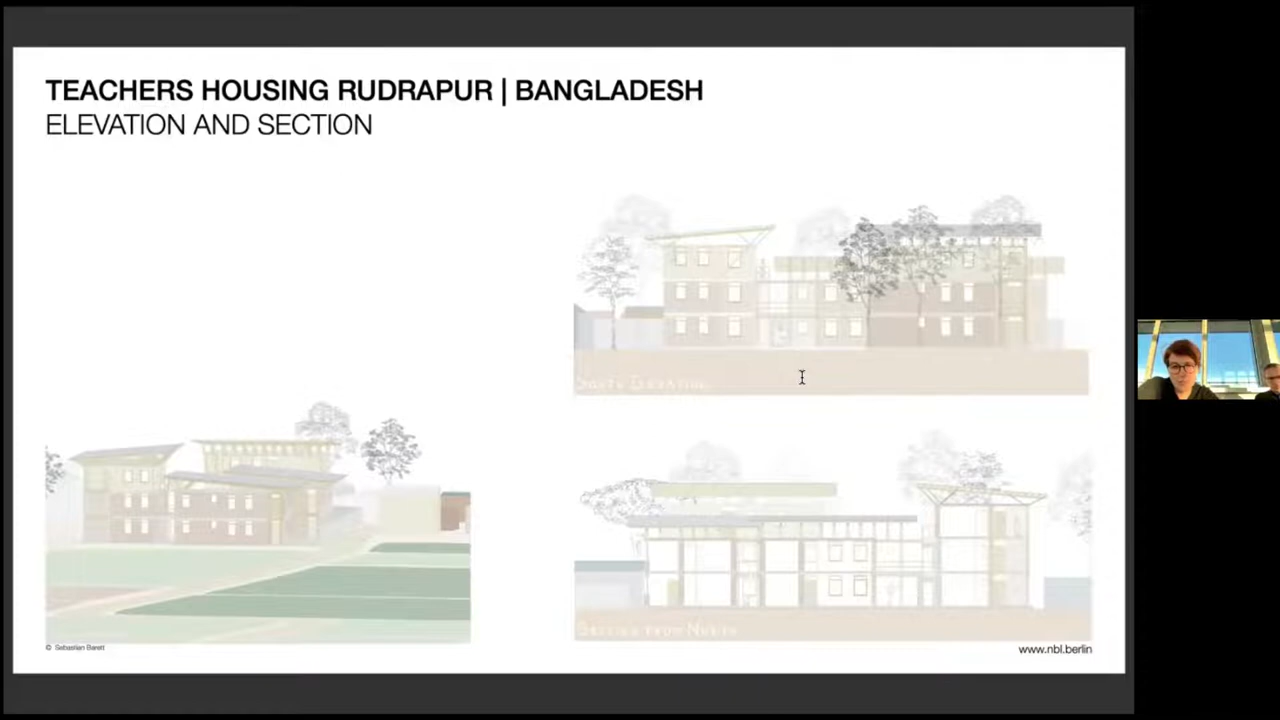 TEACHERS HOUSING RUDRAPUR | BANGLADESH
ELEVATION AND SECTION
SOUTH ELEVATION
SECTION FROM NORTH
© Sebastian Barett
www.nbl.berlin